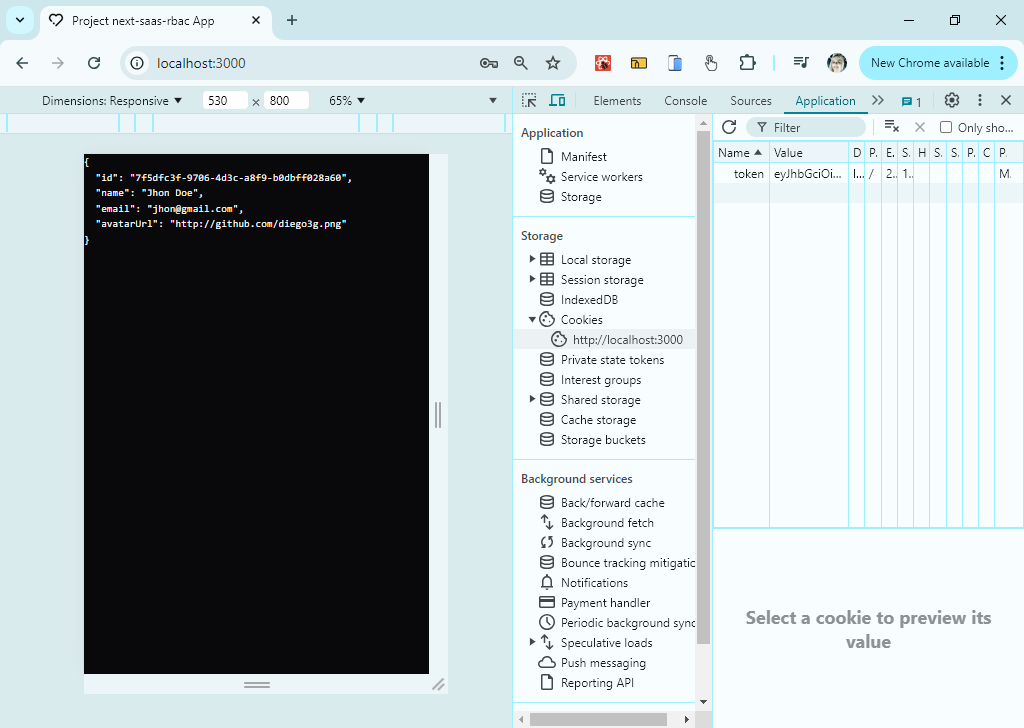 Project next-saas-rbac App
localhost:3000
New Chrome available
Dimensions: Responsive 530 × 800 65%
Elements Console Sources Application 1
{
"id": "7f5dfc3f-9706-4d3c-a8f9-b0dbff028a60",
"name": "Jhon Doe",
"email": "jhon@gmail.com",
"avatarUrl": "http://github.com/diego3g.png"
}
Application
Manifest
Service workers
Storage
Storage
Local storage
Session storage
IndexedDB
Cookies
http://localhost:3000
Private state tokens
Interest groups
Shared storage
Cache storage
Storage buckets
Background services
Back/forward cache
Background fetch
Background sync
Bounce tracking mitigatic
Notifications
Payment handler
Periodic background sync
Speculative loads
Push messaging
Reporting API
Filter Only sho...
Name Value D P. E. S. H S. S. P. C P.
token eyJhbGciOi... l... / 2.. 1.. M.
Select a cookie to preview its
value